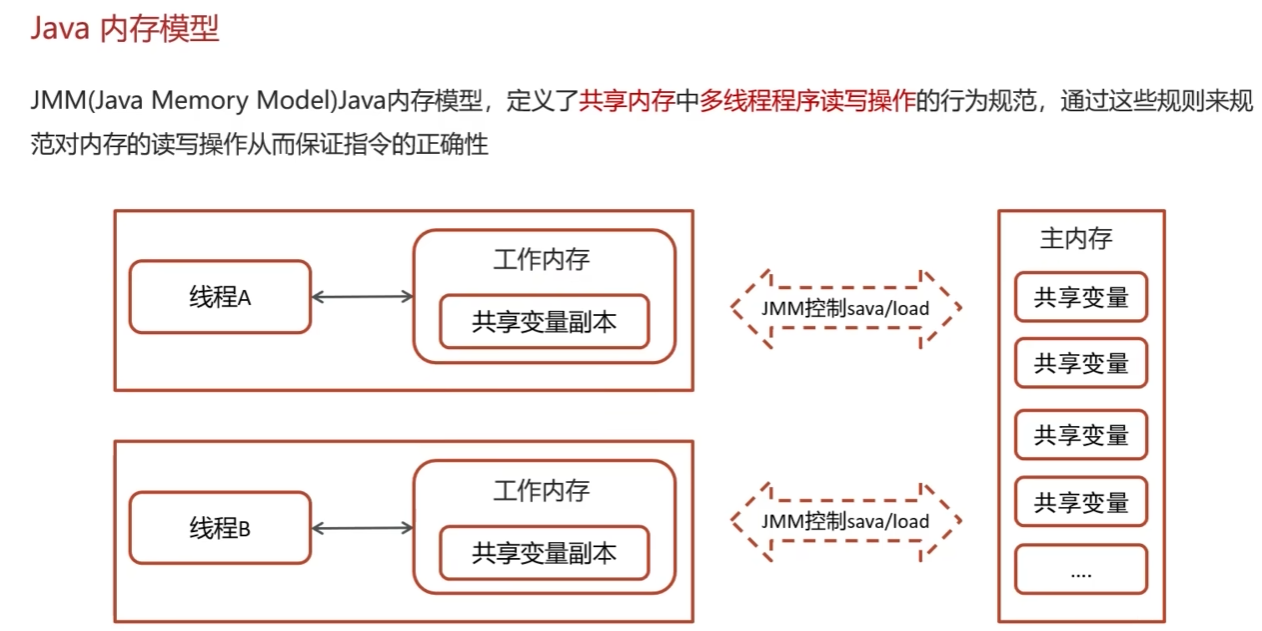 Java 内存模型
JMM(Java Memory Model)Java内存模型，定义了共享内存中多线程程序读写操作的行为规范，通过这些规则来规
范对内存的读写操作从而保证指令的正确性
线程A
工作内存
共享变量副本
JMM控制sava/load
线程B
工作内存
共享变量副本
JMM控制sava/load
主内存
共享变量
共享变量
共享变量
共享变量
....